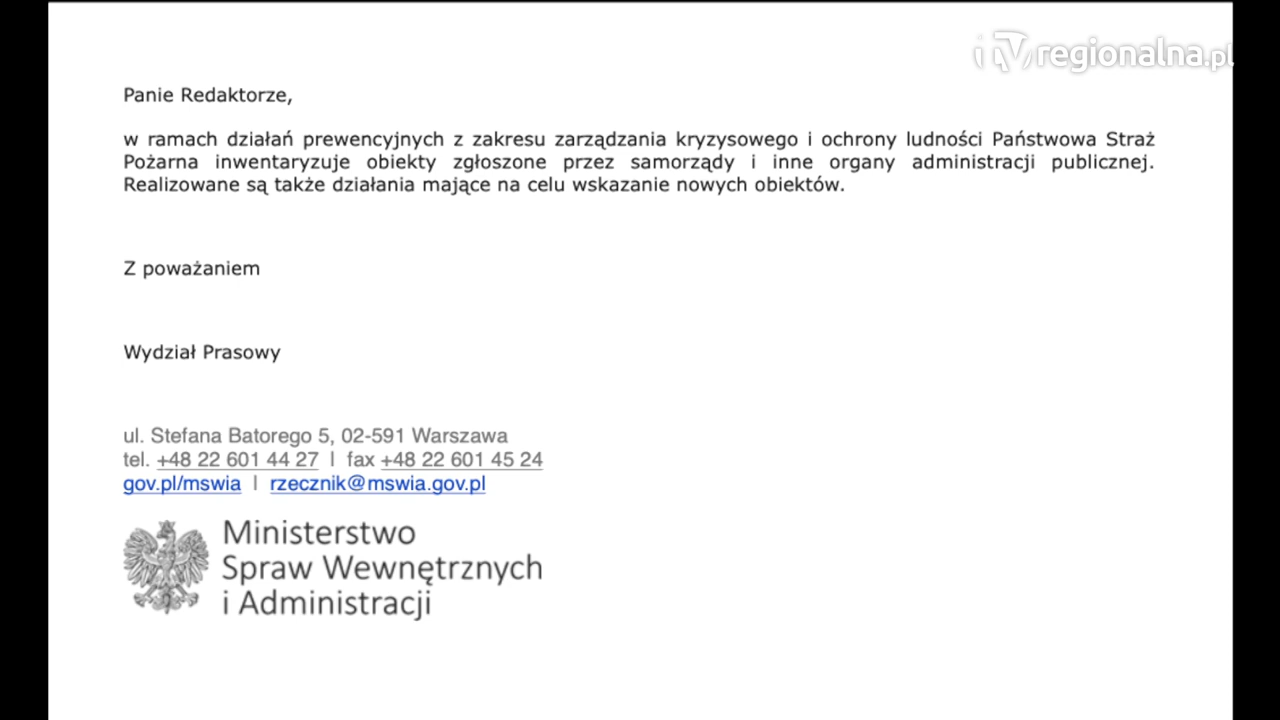 iTVregionalna.pl
Panie Redaktorze,
w ramach działań prewencyjnych z zakresu zarządzania kryzysowego i ochrony ludności Państwowa Straż
Pożarna inwentaryzuje obiekty zgłoszone przez samorządy i inne organy administracji publicznej.
Realizowane są także działania mające na celu wskazanie nowych obiektów.
Z poważaniem
Wydział Prasowy
ul. Stefana Batorego 5, 02-591 Warszawa
tel. +48 22 601 44 27 | fax +48 22 601 45 24
gov.pl/mswia | rzecznik@mswia.gov.pl
Ministerstwo
Spraw Wewnętrznych
i Administracji